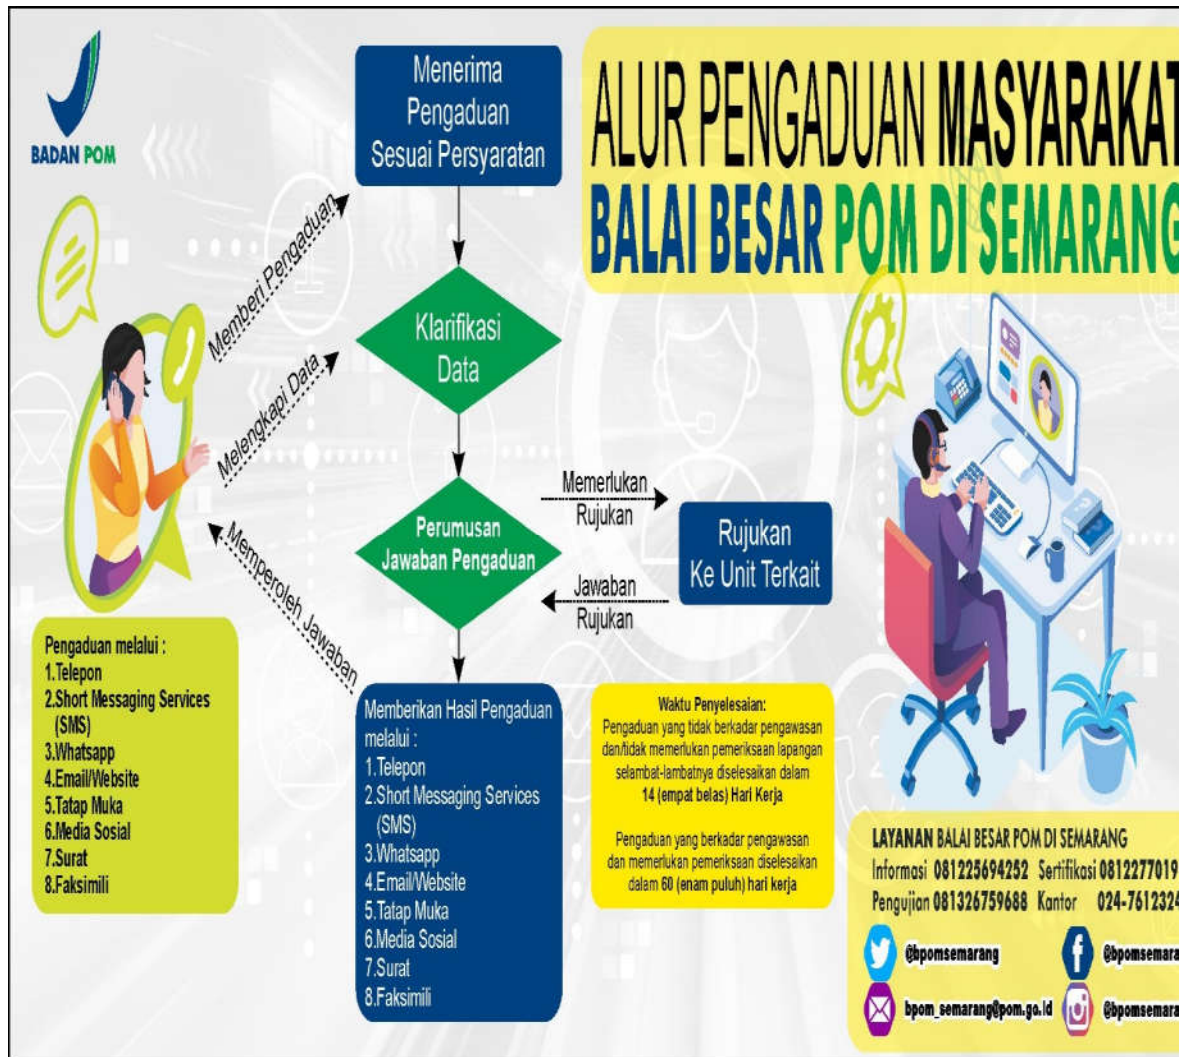 BADAN POM
ALUR PENGADUAN MASYARAKAT
BALAI BESAR POM DI SEMARANG
Menerima
Pengaduan
Sesuai Persyaratan
Memberi Pengaduan
Klarifikasi
Data
Melengkapi Data
Perumusan
Jawaban Pengaduan
Memerlukan
Rujukan
Rujukan
Ke Unit Terkait
Jawaban
Rujukan
Memperoleh Jawaban
Pengaduan melalui :
1.Telepon
2.Short Messaging Services
(SMS)
3.Whatsapp
4.Email/Website
5.Tatap Muka
6.Media Sosial
7.Surat
8.Faksimili
Memberikan Hasil Pengaduan
melalui :
1.Telepon
2.Short Messaging Services
(SMS)
3.Whatsapp
4.Email/Website
5.Tatap Muka
6.Media Sosial
7.Surat
8.Faksimili
Waktu Penyelesaian:
Pengaduan yang tidak berkadar pengawasan
dan/tidak memerlukan pemeriksaan lapangan
selambat-lambatnya diselesaikan dalam
14 (empat belas) Hari Kerja
Pengaduan yang berkadar pengawasan
dan memerlukan pemeriksaan diselesaikan
dalam 60 (enam puluh) hari kerja
LAYANAN BALAI BESAR POM DI SEMARANG
Informasi 081225694252 Sertifikasi 0812277019
Pengujian 081326759688 Kantor 024-7612324
@bpomsemarang
@bpomsemara
bpom_semarang@pom.go.id
@bpomsemara